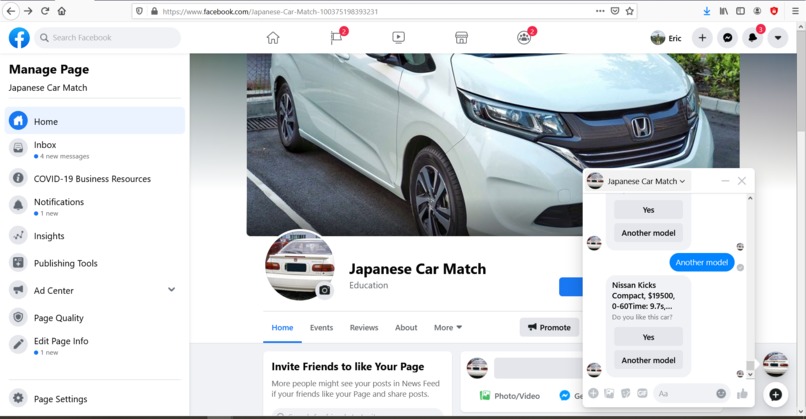 https://www.facebook.com/Japanese-Car-Match-100375198393231
Search Facebook
2
2
Eric
3
Manage Page
Japanese Car Match
Home
Inbox
4 new messages
COVID-19 Business Resources
Notifications
1 new
Insights
Publishing Tools
Ad Center
Page Quality
Edit Page Info
1 new
Page Settings
Japanese Car Match
Education
Home Events Reviews About More
Promote
Invite Friends to like Your Page
More people might see your posts in News Feed
if your friends like your Page and share posts.
Photo/Video
Ge
Japanese Car Match
Yes
Another model
Another model
Nissan Kicks
Compact, $19500,
0-60Time: 9.7s,...
Do you like this car?
Yes
Another model
GIF
Aa